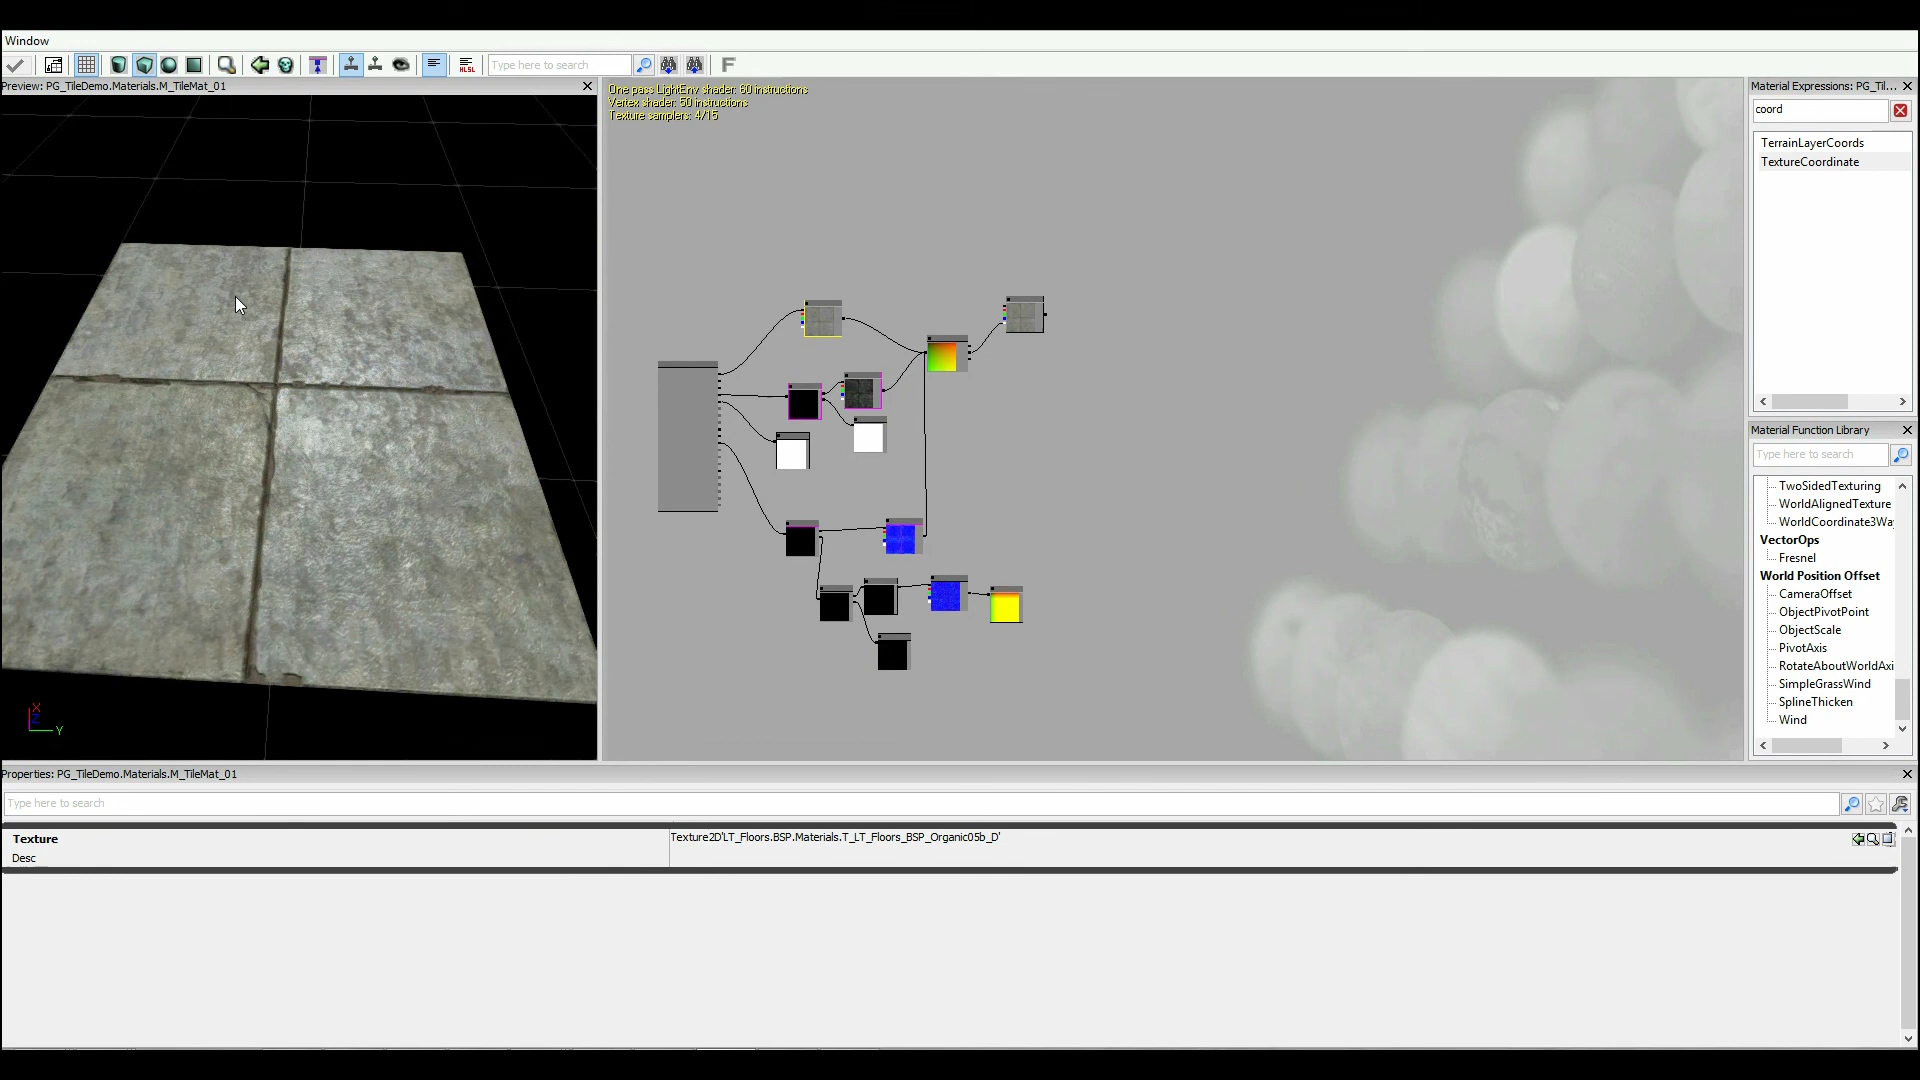 Window
HLSL
Type here to search
F
Preview: PG_TileDemo.Materials.M_TileMat_01
One pass LightEnv shader: 60 instructions
Vertex shader: 50 instructions
Texture samplers: 4/15
X
Z
Y
Material Expressions: PG_Til...
coord
TerrainLayerCoords
TextureCoordinate
Material Function Library
Type here to search
TwoSidedTexturing
WorldAlignedTexture
WorldCoordinate3Wa
VectorOps
Fresnel
World Position Offset
CameraOffset
ObjectPivotPoint
ObjectScale
PivotAxis
RotateAboutWorldAxi
SimpleGrassWind
SplineThicken
Wind
Properties: PG_TileDemo.Materials.M_TileMat_01
Type here to search
Texture
Texture2D'LT_Floors.BSP.Materials.T_LT_Floors_BSP_Organic05b_D'
Desc